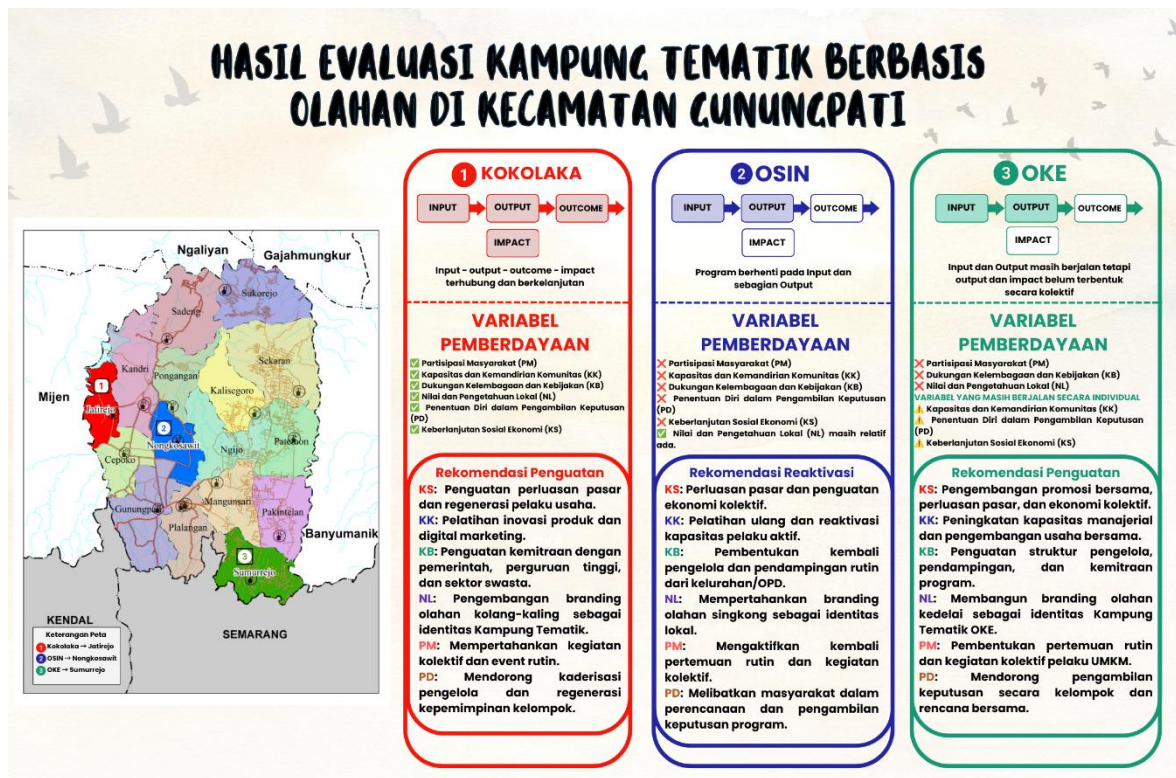 HASIL EVALUASI KAMPUNG TEMATIK BERBASIS
OLAHAN DI KECAMATAN GUNUNGPATI
Ngaliyan
Gajahmungkur
Sukorejo
Sadeng
Sekaran
Kandri
Pongangan
Kalisegoro
Mijen
1
Jatirejo
2
Nongkosawit
Patemon
Ngijo
Cepoko
Mangunsari
Gunungpati
Plalangan
Pakintelan
Banyumanik
3
Sumurrejo
KENDAL
SEMARANG
Keterangan Peta
1 Kokolaka → Jatirejo
2 OSIN → Nongkosawit
3 OKE → Sumurrejo
1 KOKOLAKA
INPUT
OUTPUT
OUTCOME
IMPACT
Input - output - outcome - impact
terhubung dan berkelanjutan
VARIABEL
PEMBERDAYAAN
✅ Partisipasi Masyarakat (PM)
✅ Kapasitas dan Kemandirian Komunitas (KK)
✅ Dukungan Kelembagaan dan Kebijakan (KB)
✅ Nilai dan Pengetahuan Lokal (NL)
✅ Penentuan Diri dalam Pengambilan Keputusan
(PD)
✅ Keberlanjutan Sosial Ekonomi (KS)
Rekomendasi Penguatan
KS: Penguatan perluasan pasar
dan regenerasi pelaku usaha.
KK: Pelatihan inovasi produk dan
digital marketing.
KB: Penguatan kemitraan dengan
pemerintah, perguruan tinggi,
dan sektor swasta.
NL: Pengembangan branding
olahan kolang-kaling sebagai
identitas Kampung Tematik.
PM: Mempertahankan kegiatan
kolektif dan event rutin.
PD: Mendorong kaderisasi
pengelola dan regenerasi
kepemimpinan kelompok.
2 OSIN
INPUT
OUTPUT
OUTCOME
IMPACT
Program berhenti pada Input dan
sebagian Output
VARIABEL
PEMBERDAYAAN
❌ Partisipasi Masyarakat (PM)
❌ Kapasitas dan Kemandirian Komunitas (KK)
❌ Dukungan Kelembagaan dan Kebijakan (KB)
❌ Penentuan Diri dalam Pengambilan Keputusan
(PD)
❌ Keberlanjutan Sosial Ekonomi (KS)
✅ Nilai dan Pengetahuan Lokal (NL) masih relatif
ada.
Rekomendasi Reaktivasi
KS: Perluasan pasar dan penguatan
ekonomi kolektif.
KK: Pelatihan ulang dan reaktivasi
kapasitas pelaku aktif.
KB: Pembentukan kembali
pengelola dan pendampingan rutin
dari kelurahan/OPD.
NL: Mempertahankan branding
olahan singkong sebagai identitas
lokal.
PM: Mengaktifkan kembali
pertemuan rutin dan kegiatan
kolektif.
PD: Melibatkan masyarakat dalam
perencanaan dan pengambilan
keputusan program.
3 OKE
INPUT
OUTPUT
OUTCOME
IMPACT
Input dan Output masih berjalan tetapi
output dan impact belum terbentuk
secara kolektif
VARIABEL
PEMBERDAYAAN
❌ Partisipasi Masyarakat (PM)
❌ Dukungan Kelembagaan dan Kebijakan (KB)
❌ Nilai dan Pengetahuan Lokal (NL)
VARIABEL YANG MASIH BERJALAN SECARA INDIVIDUAL
⚠️ Kapasitas dan Kemandirian Komunitas (KK)
⚠️ Penentuan Diri dalam Pengambilan Keputusan
(PD)
⚠️ Keberlanjutan Sosial Ekonomi (KS)
Rekomendasi Penguatan
KS: Pengembangan promosi bersama,
perluasan pasar, dan ekonomi kolektif.
KK: Peningkatan kapasitas manajerial
dan pengembangan usaha bersama.
KB: Penguatan struktur pengelola,
pendampingan, dan kemitraan
program.
NL: Membangun branding olahan
kedelai sebagai identitas Kampung
Tematik OKE.
PM: Pembentukan pertemuan rutin
dan kegiatan kolektif pelaku UMKM.
PD: Mendorong pengambilan
keputusan secara kelompok dan
rencana bersama.